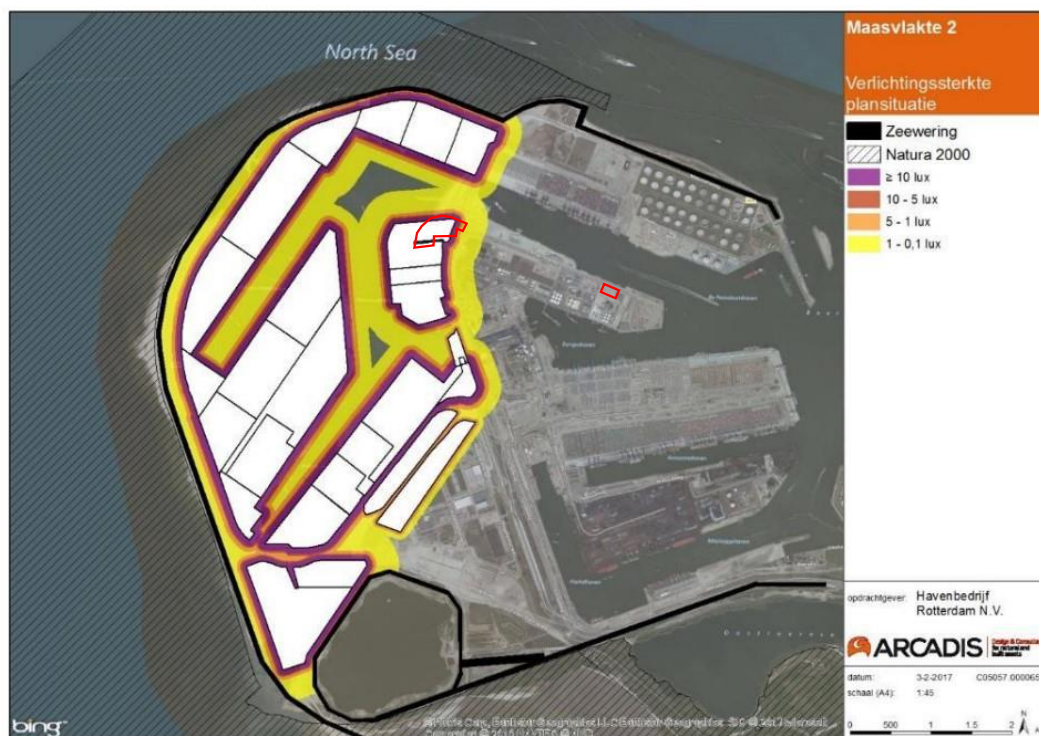 North Sea
Maasvlakte 2
Verlichtingssterkte
plansituatie
Zeewering
Natura 2000
≥ 10 lux
10 - 5 lux
5 - 1 lux
1 - 0,1 lux
opdrachtgever: Havenbedrijf
Rotterdam N.V.
ARCADIS
datum: 3-2-2017 C05057.000065
schaal (A4): 1:45
0 500 1 1.5 2
N
bing